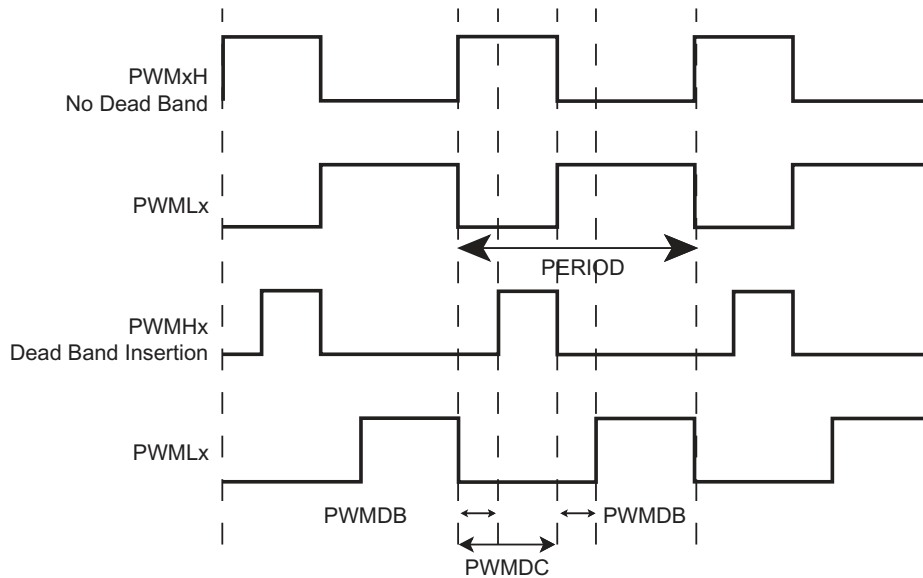 PWMxH
No Dead Band
PWMLx
PERIOD
PWMHx
Dead Band Insertion
PWMLx
PWMDB
PWMDB
PWMDC